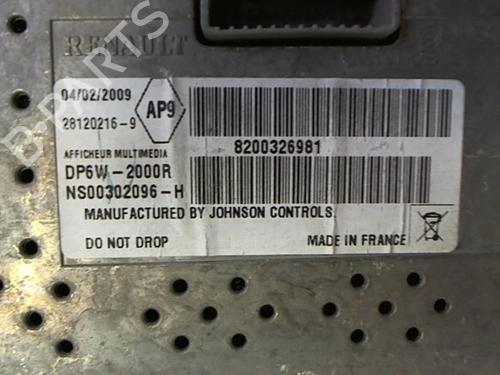 RENAULT
04/02/2009
AP9
28120216-9
8200326981
AFFICHEUR MULTIMEDIA
DP6W-2000R
NS00302096-H
MANUFACTURED BY JOHNSON CONTROLS.
DO NOT DROP
MADE IN FRANCE
B PARTS